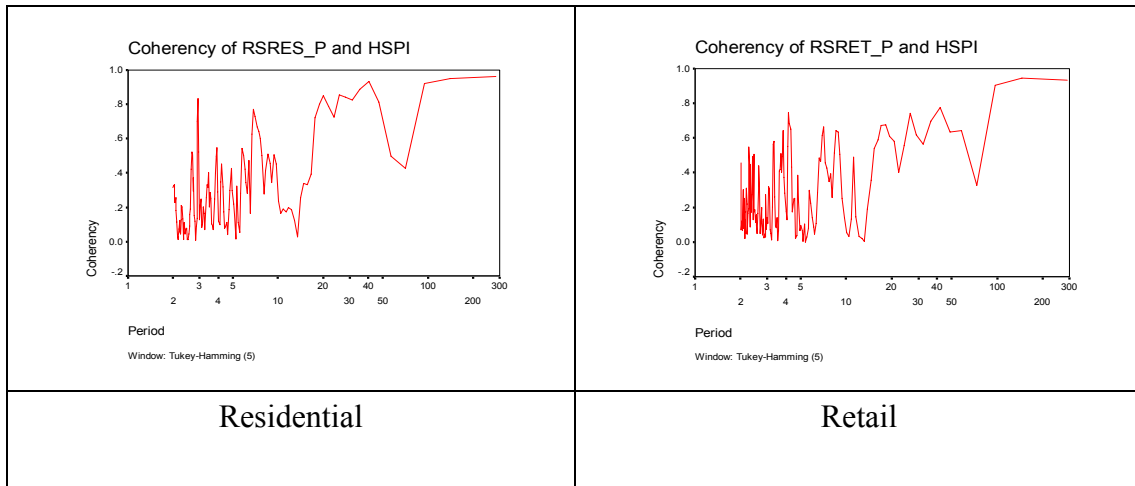 Coherency of RSRES_P and HSPI
Coherency
1.0
.8
.6
.4
.2
0.0
-.2
1 3 5 20 40 100 300
2 4 10 30 50 200
Period
Window: Tukey-Hamming (5)
Residential
Coherency of RSRET_P and HSPI
Coherency
1.0
.8
.6
.4
.2
0.0
-.2
1 3 5 20 40 100 300
2 4 10 30 50 200
Period
Window: Tukey-Hamming (5)
Retail